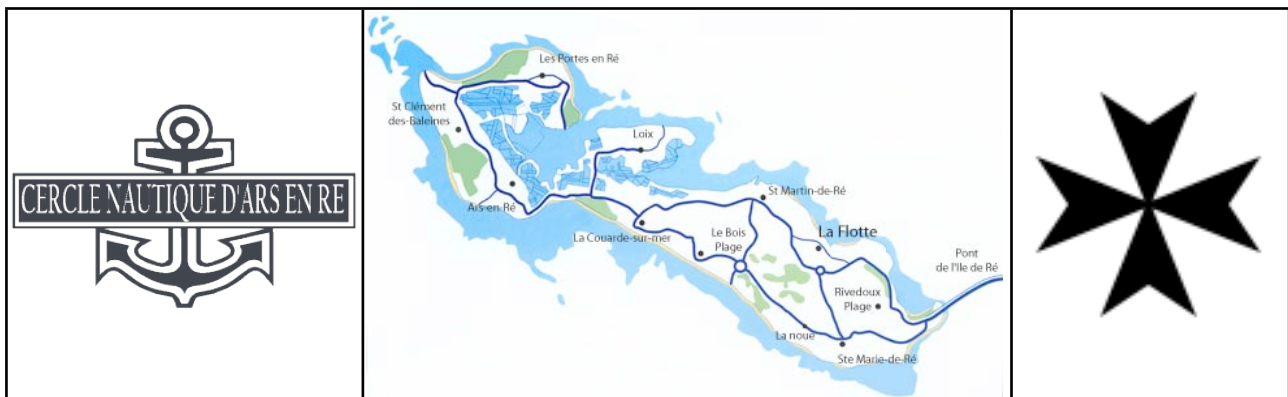 CERCLE NAUTIQUE D'ARS EN RE
Les Portes en Ré
St Clément
des-Baleines
Loix
Ars-en-Ré
St Martin-de-Ré
La Couarde-sur-mer
Le Bois
Plage
La Flotte
Pont
de l'Ile de Ré
Rivedoux
Plage
La noue
Ste Marie-de-Ré